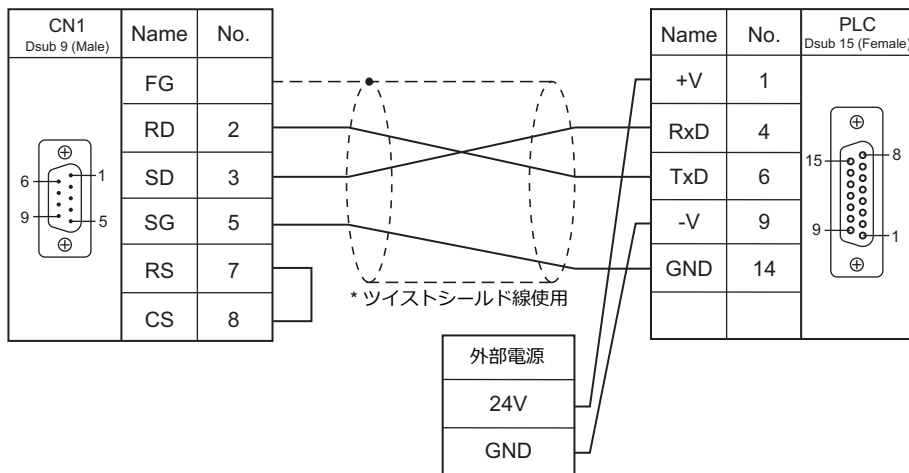 CN1
Dsub 9 (Male)
Name No.
FG
RD 2
SD 3
SG 5
RS 7
CS 8
6
1
9
5
* ツイストシールド線使用
外部電源
24V
GND
Name No.
PLC
Dsub 15 (Female)
+V 1
RxD 4
TxD 6
-V 9
GND 14
15
8
9
1